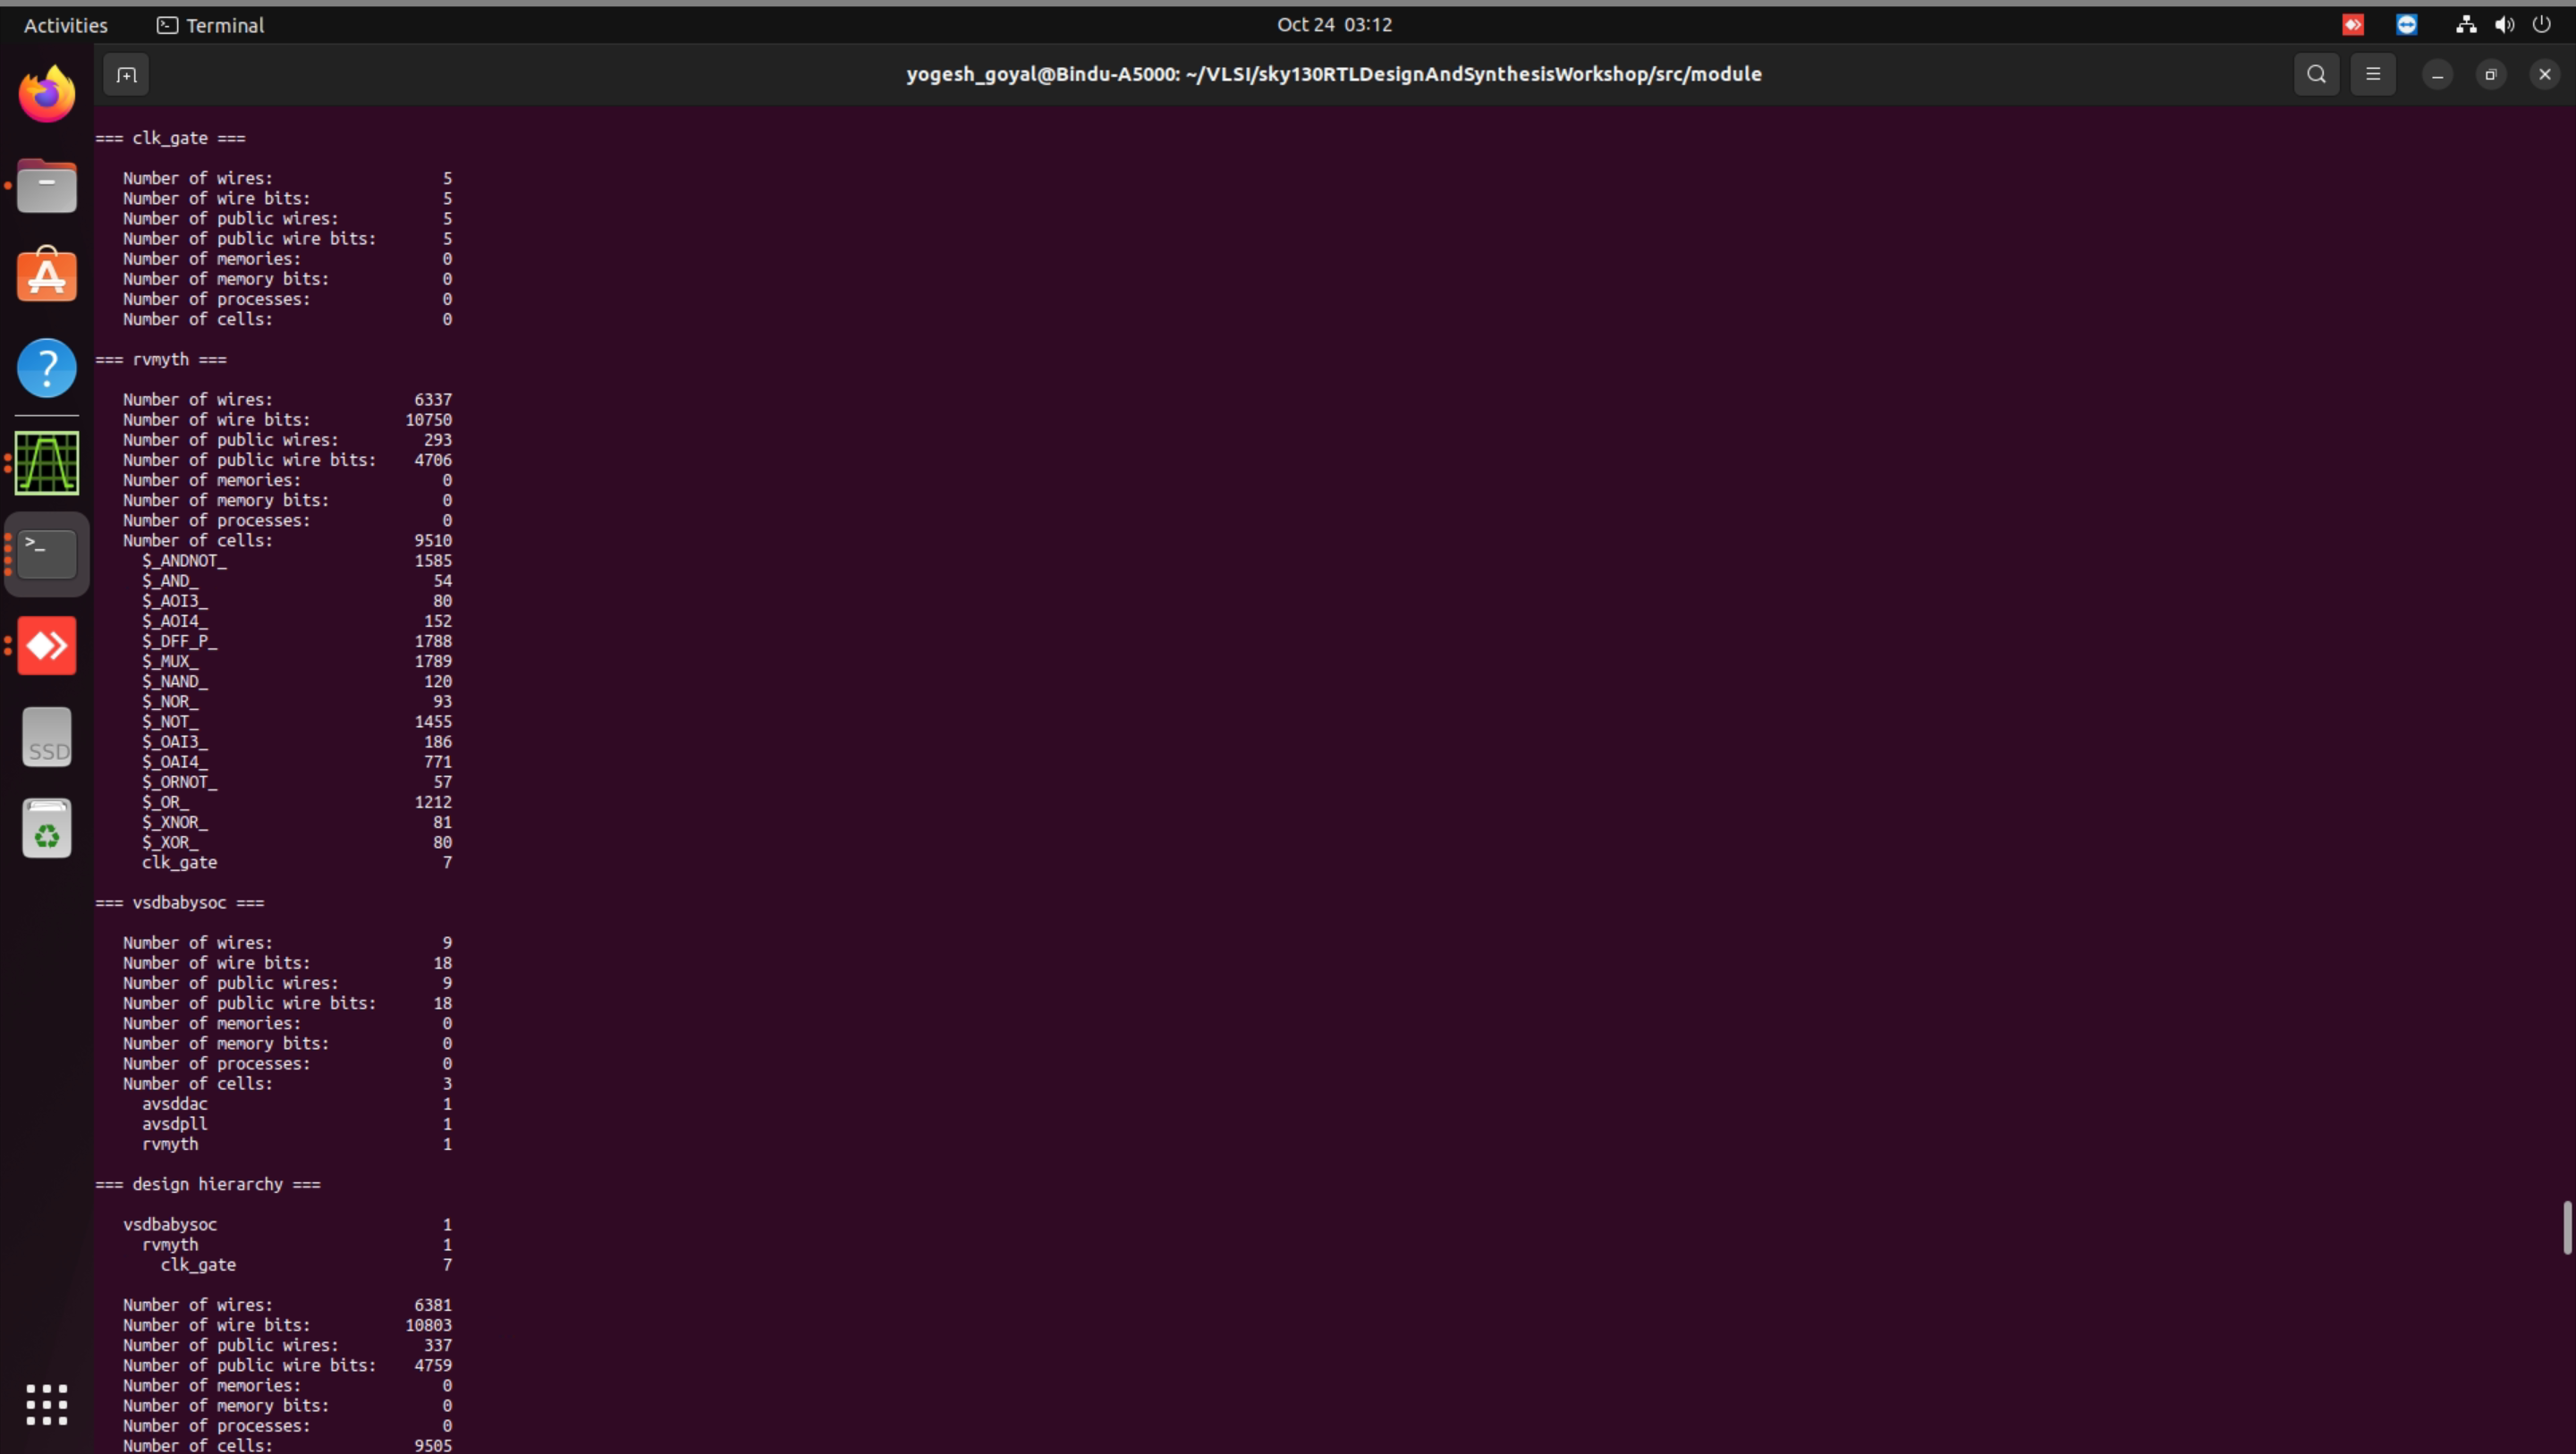 Activities Terminal Oct 24 03:12
yogesh_goyal@Bindu-A5000: ~/VLSI/sky130RTLDesignAndSynthesisWorkshop/src/module
=== clk_gate ===
Number of wires: 5
Number of wire bits: 5
Number of public wires: 5
Number of public wire bits: 5
Number of memories: 0
Number of memory bits: 0
Number of processes: 0
Number of cells: 0
=== rvmyth ===
Number of wires: 6337
Number of wire bits: 10750
Number of public wires: 293
Number of public wire bits: 4706
Number of memories: 0
Number of memory bits: 0
Number of processes: 0
Number of cells: 9510
$_ANDNOT_ 1585
$_AND_ 54
$_AOI3_ 80
$_AOI4_ 152
$_DFF_P_ 1788
$_MUX_ 1789
$_NAND_ 120
$_NOR_ 93
$_NOT_ 1455
$_OAI3_ 186
$_OAI4_ 771
$_ORNOT_ 57
$_OR_ 1212
$_XNOR_ 81
$_XOR_ 80
clk_gate 7
=== vsdbabysoc ===
Number of wires: 9
Number of wire bits: 18
Number of public wires: 9
Number of public wire bits: 18
Number of memories: 0
Number of memory bits: 0
Number of processes: 0
Number of cells: 3
avsddac 1
avsdpll 1
rvmyth 1
=== design hierarchy ===
vsdbabysoc 1
rvmyth 1
clk_gate 7
Number of wires: 6381
Number of wire bits: 10803
Number of public wires: 337
Number of public wire bits: 4759
Number of memories: 0
Number of memory bits: 0
Number of processes: 0
Number of cells: 9505
SSD